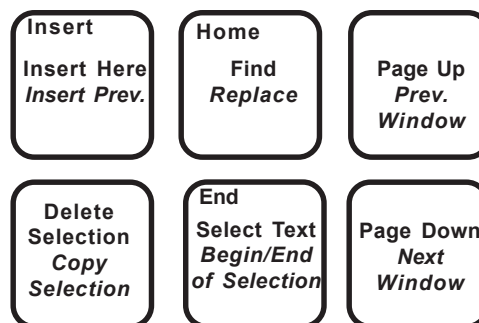 Insert
Insert Here
Insert Prev.
Home
Find
Replace
Page Up
Prev.
Window
Delete
Selection
Copy
Selection
End
Select Text
Begin/End
of Selection
Page Down
Next
Window